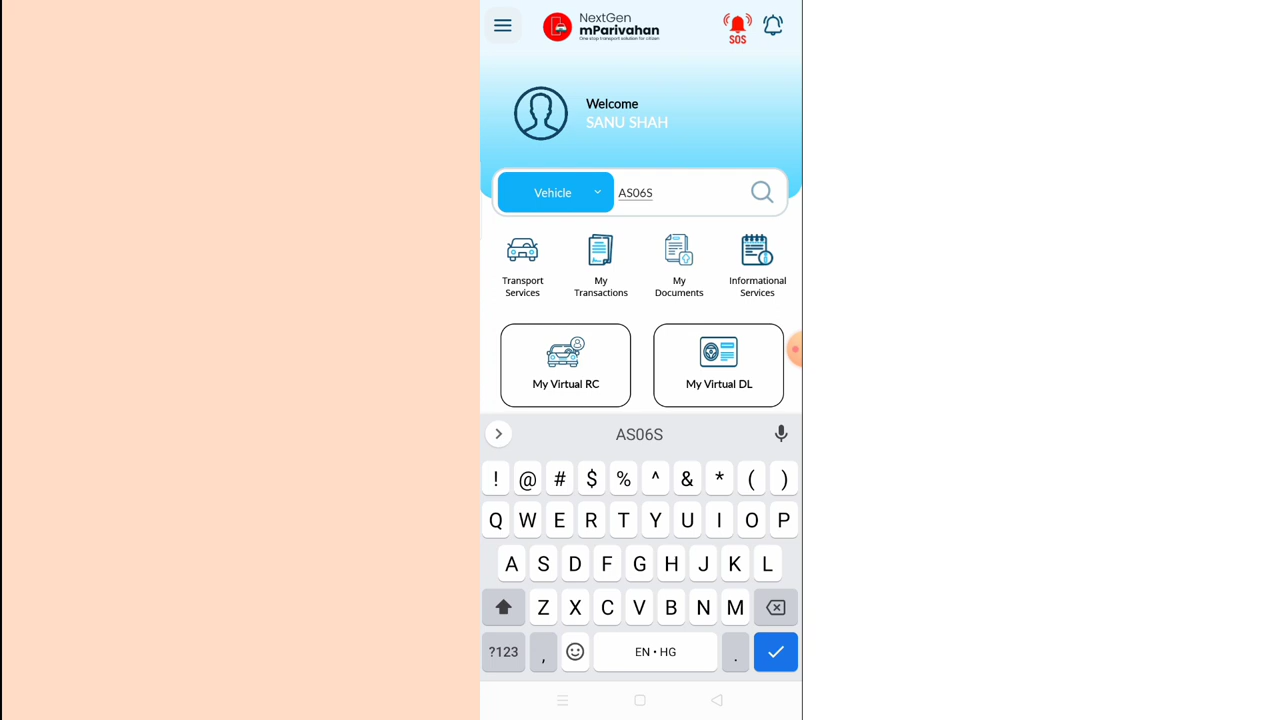 NextGen
mParivahan
One stop transport solution for citizen
SOS
Welcome
SANU SHAH
Vehicle
AS06S
Transport
Services
My
Transactions
My
Documents
Informational
Services
My Virtual RC
My Virtual DL
AS06S
! @ # $ % ^ & * ( )
Q W E R T Y U I O P
A S D F G H J K L
Z X C V B N M
?123 , EN • HG .